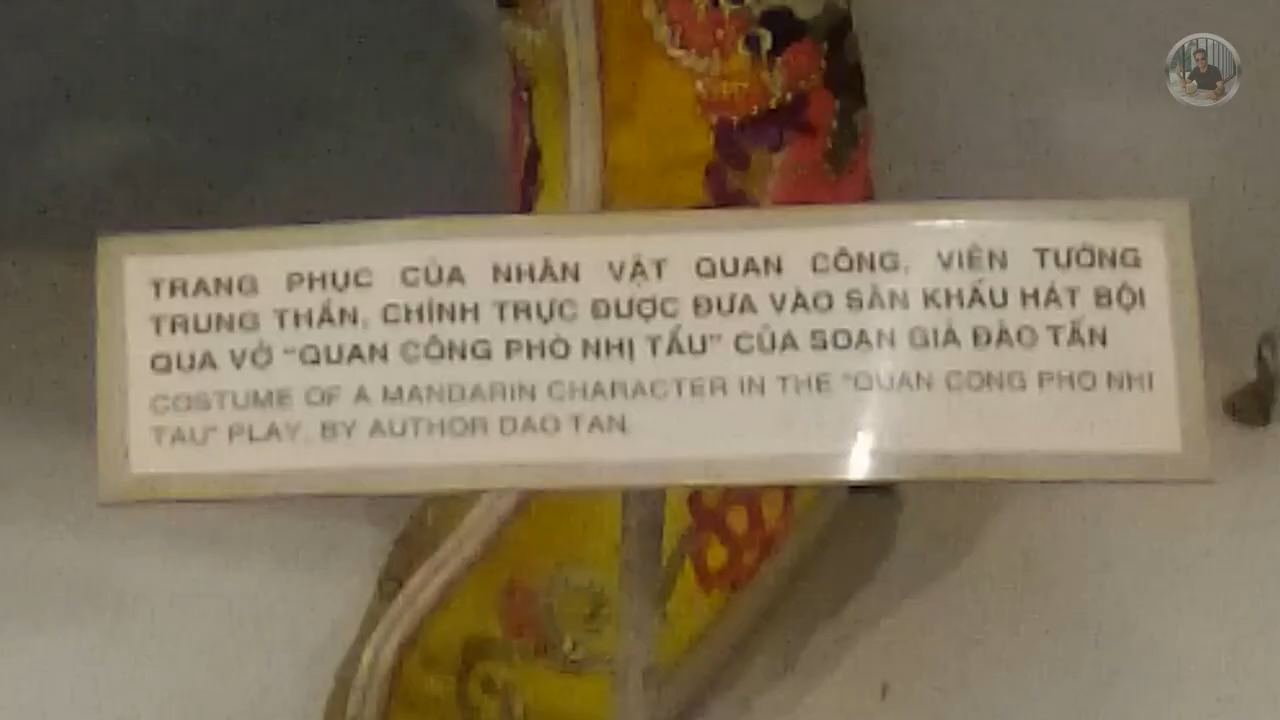 TRANG PHỤC CỦA NHÂN VẬT QUAN CÔNG, VIÊN TƯỚNG
TRUNG THẦN, CHÍNH TRỰC ĐƯỢC ĐƯA VÀO SÂN KHẤU HÁT BỘI
QUA VỞ "QUAN CÔNG PHÒ NHỊ TẨU" CỦA SOẠN GIẢ ĐÀO TẤN
COSTUME OF A MANDARIN CHARACTER IN THE "QUAN CONG PHO NHI
TAU" PLAY, BY AUTHOR DAO TAN